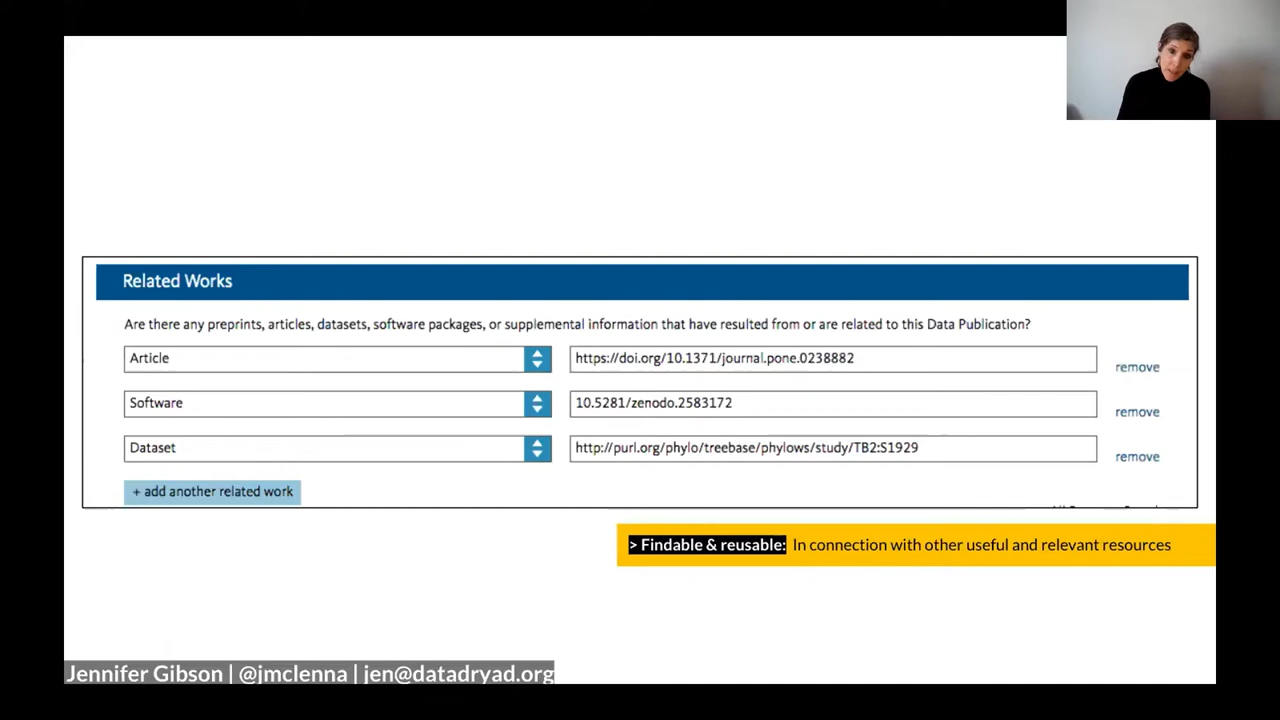 Related Works
Are there any preprints, articles, datasets, software packages, or supplemental information that have resulted from or are related to this Data Publication?
Article https://doi.org/10.1371/journal.pone.0238882 remove
Software 10.5281/zenodo.2583172 remove
Dataset http://purl.org/phylo/treebase/phylows/study/TB2:S1929 remove
+ add another related work
> Findable & reusable: In connection with other useful and relevant resources
Jennifer Gibson | @jmclenna | jen@datadryad.org